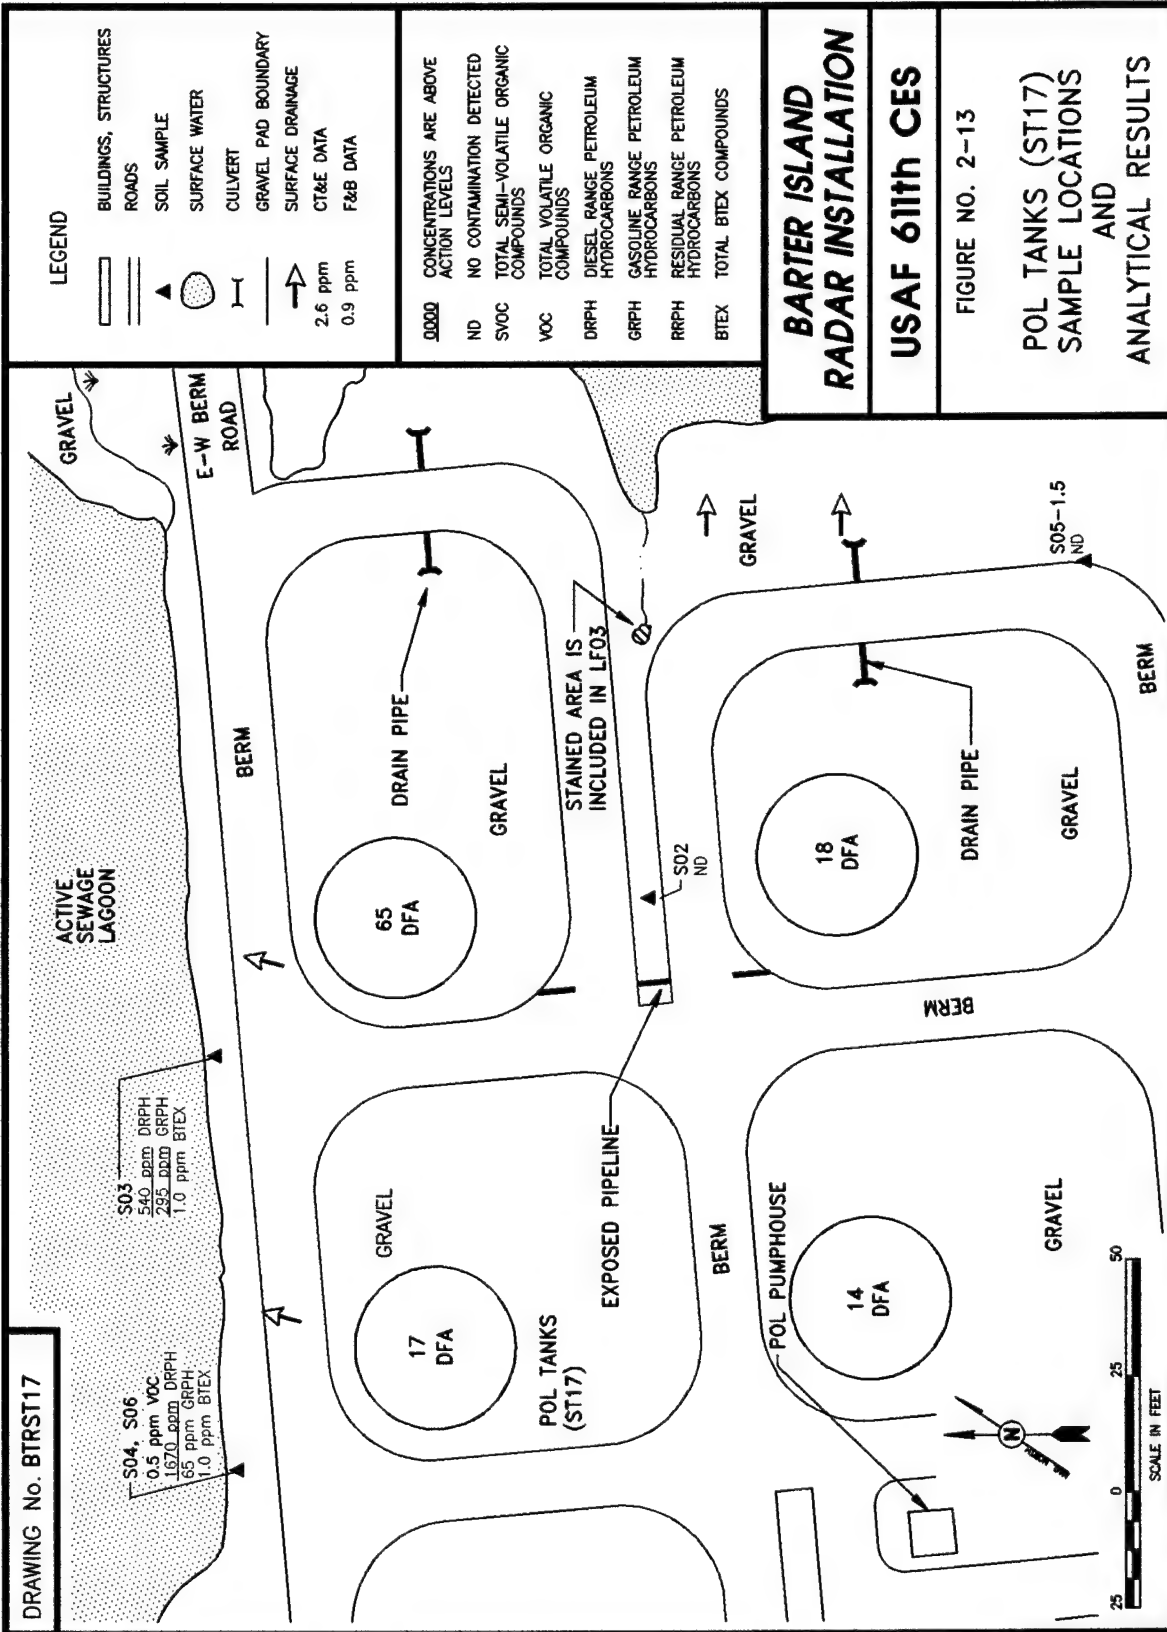 DRAWING No. BTRST17
ACTIVE
SEWAGE
LAGOON
GRAVEL
E-W BERM
ROAD
S04, S06
0.5 ppm VOC
1670 ppm DRPH
65 ppm GRPH
1.0 ppm BTEX
S03
540 ppm DRPH
295 ppm GRPH
1.0 ppm BTEX
BERM
17
DFA
GRAVEL
POL TANKS
(ST17)
65
DFA
DRAIN PIPE
GRAVEL
EXPOSED PIPELINE
STAINED AREA IS
INCLUDED IN LF03
S02
ND
BERM
GRAVEL
POL PUMPHOUSE
14
DFA
GRAVEL
BERM
18
DFA
DRAIN PIPE
GRAVEL
S05-1.5
ND
BERM
N
25
0
25
50
SCALE IN FEET
LEGEND
BUILDINGS, STRUCTURES
ROADS
SOIL SAMPLE
SURFACE WATER
CULVERT
GRAVEL PAD BOUNDARY
SURFACE DRAINAGE
2.6 ppm CT&E DATA
0.9 ppm F&B DATA
0000 CONCENTRATIONS ARE ABOVE
ACTION LEVELS
ND NO CONTAMINATION DETECTED
SVOC TOTAL SEMI-VOLATILE ORGANIC
COMPOUNDS
VOC TOTAL VOLATILE ORGANIC
COMPOUNDS
DRPH DIESEL RANGE PETROLEUM
HYDROCARBONS
GRPH GASOLINE RANGE PETROLEUM
HYDROCARBONS
RRPH RESIDUAL RANGE PETROLEUM
HYDROCARBONS
BTEX TOTAL BTEX COMPOUNDS
BARTER ISLAND
RADAR INSTALLATION
USAF 611th CES
FIGURE NO. 2-13
POL TANKS (ST17)
SAMPLE LOCATIONS
AND
ANALYTICAL RESULTS